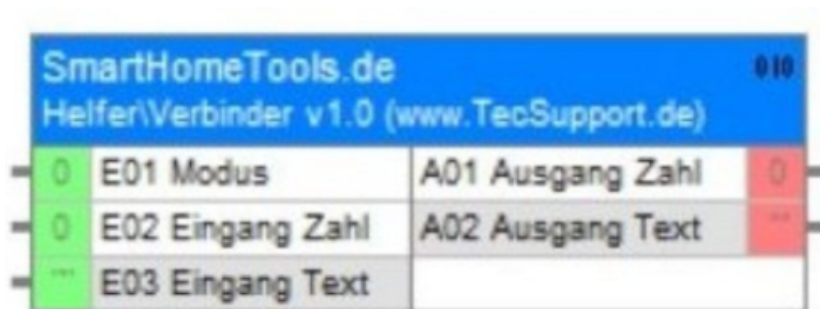 SmartHomeTools.de
010
Helfer\Verbinder v1.0 (www.TecSupport.de)
0 E01 Modus A01 Ausgang Zahl 0
0 E02 Eingang Zahl A02 Ausgang Text ""
"" E03 Eingang Text